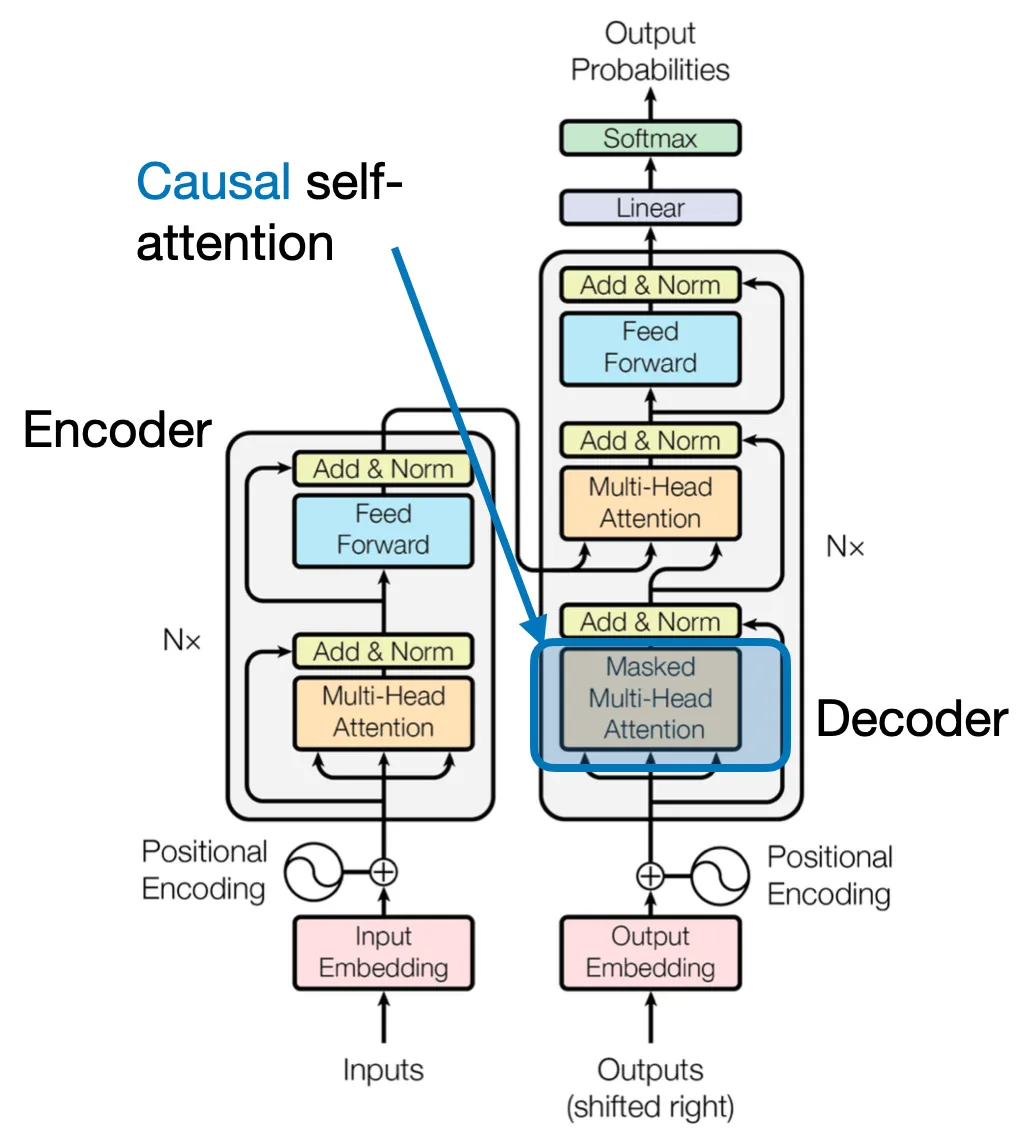 Output
Probabilities
Softmax
Causal self-
attention
Linear
Add & Norm
Feed
Forward
Encoder
Add & Norm
Multi-Head
Attention
Add & Norm
Feed
Forward
Nx
Add & Norm
Nx
Add & Norm
Multi-Head
Attention
Masked
Multi-Head
Attention
Decoder
Positional
Encoding
Positional
Encoding
Input
Embedding
Output
Embedding
Inputs
Outputs
(shifted right)